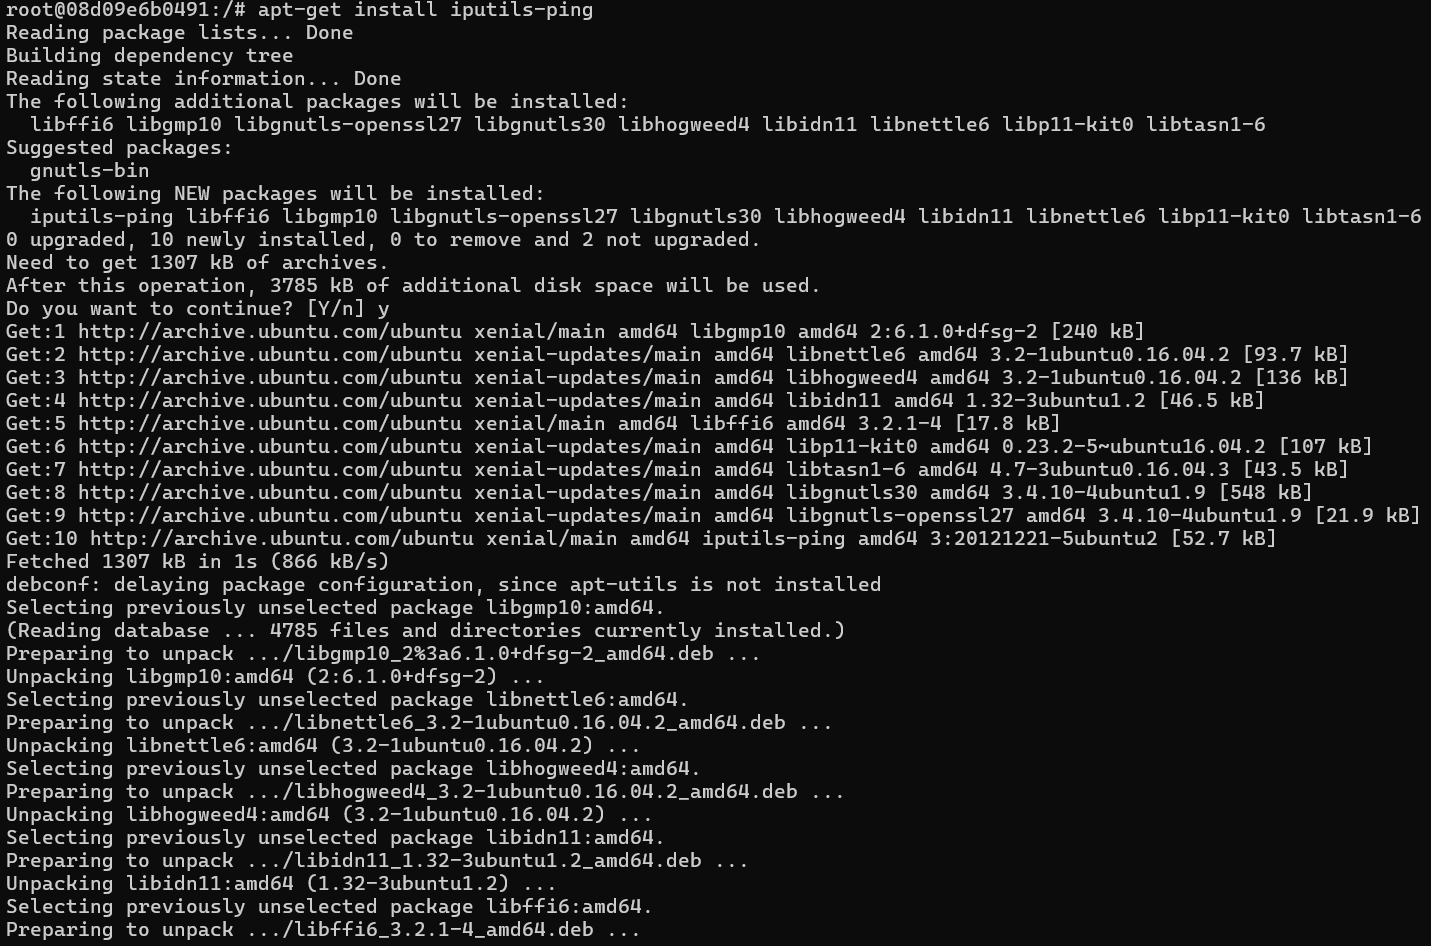 root@08d09e6b0491:/# apt-get install iputils-ping
Reading package lists... Done
Building dependency tree
Reading state information... Done
The following additional packages will be installed:
  libffi6 libgmp10 libgnutls-openssl27 libgnutls30 libhogweed4 libidn11 libnettle6 libp11-kit0 libtasn1-6
Suggested packages:
  gnutls-bin
The following NEW packages will be installed:
  iputils-ping libffi6 libgmp10 libgnutls-openssl27 libgnutls30 libhogweed4 libidn11 libnettle6 libp11-kit0 libtasn1-6
0 upgraded, 10 newly installed, 0 to remove and 2 not upgraded.
Need to get 1307 kB of archives.
After this operation, 3785 kB of additional disk space will be used.
Do you want to continue? [Y/n] y
Get:1 http://archive.ubuntu.com/ubuntu xenial/main amd64 libgmp10 amd64 2:6.1.0+dfsg-2 [240 kB]
Get:2 http://archive.ubuntu.com/ubuntu xenial-updates/main amd64 libnettle6 amd64 3.2-1ubuntu0.16.04.2 [93.7 kB]
Get:3 http://archive.ubuntu.com/ubuntu xenial-updates/main amd64 libhogweed4 amd64 3.2-1ubuntu0.16.04.2 [136 kB]
Get:4 http://archive.ubuntu.com/ubuntu xenial-updates/main amd64 libidn11 amd64 1.32-3ubuntu1.2 [46.5 kB]
Get:5 http://archive.ubuntu.com/ubuntu xenial/main amd64 libffi6 amd64 3.2.1-4 [17.8 kB]
Get:6 http://archive.ubuntu.com/ubuntu xenial-updates/main amd64 libp11-kit0 amd64 0.23.2-5~ubuntu16.04.2 [107 kB]
Get:7 http://archive.ubuntu.com/ubuntu xenial-updates/main amd64 libtasn1-6 amd64 4.7-3ubuntu0.16.04.3 [43.5 kB]
Get:8 http://archive.ubuntu.com/ubuntu xenial-updates/main amd64 libgnutls30 amd64 3.4.10-4ubuntu1.9 [548 kB]
Get:9 http://archive.ubuntu.com/ubuntu xenial-updates/main amd64 libgnutls-openssl27 amd64 3.4.10-4ubuntu1.9 [21.9 kB]
Get:10 http://archive.ubuntu.com/ubuntu xenial/main amd64 iputils-ping amd64 3:20121221-5ubuntu2 [52.7 kB]
Fetched 1307 kB in 1s (866 kB/s)
debconf: delaying package configuration, since apt-utils is not installed
Selecting previously unselected package libgmp10:amd64.
(Reading database ... 4785 files and directories currently installed.)
Preparing to unpack .../libgmp10_2%3a6.1.0+dfsg-2_amd64.deb ...
Unpacking libgmp10:amd64 (2:6.1.0+dfsg-2) ...
Selecting previously unselected package libnettle6:amd64.
Preparing to unpack .../libnettle6_3.2-1ubuntu0.16.04.2_amd64.deb ...
Unpacking libnettle6:amd64 (3.2-1ubuntu0.16.04.2) ...
Selecting previously unselected package libhogweed4:amd64.
Preparing to unpack .../libhogweed4_3.2-1ubuntu0.16.04.2_amd64.deb ...
Unpacking libhogweed4:amd64 (3.2-1ubuntu0.16.04.2) ...
Selecting previously unselected package libidn11:amd64.
Preparing to unpack .../libidn11_1.32-3ubuntu1.2_amd64.deb ...
Unpacking libidn11:amd64 (1.32-3ubuntu1.2) ...
Selecting previously unselected package libffi6:amd64.
Preparing to unpack .../libffi6_3.2.1-4_amd64.deb ...